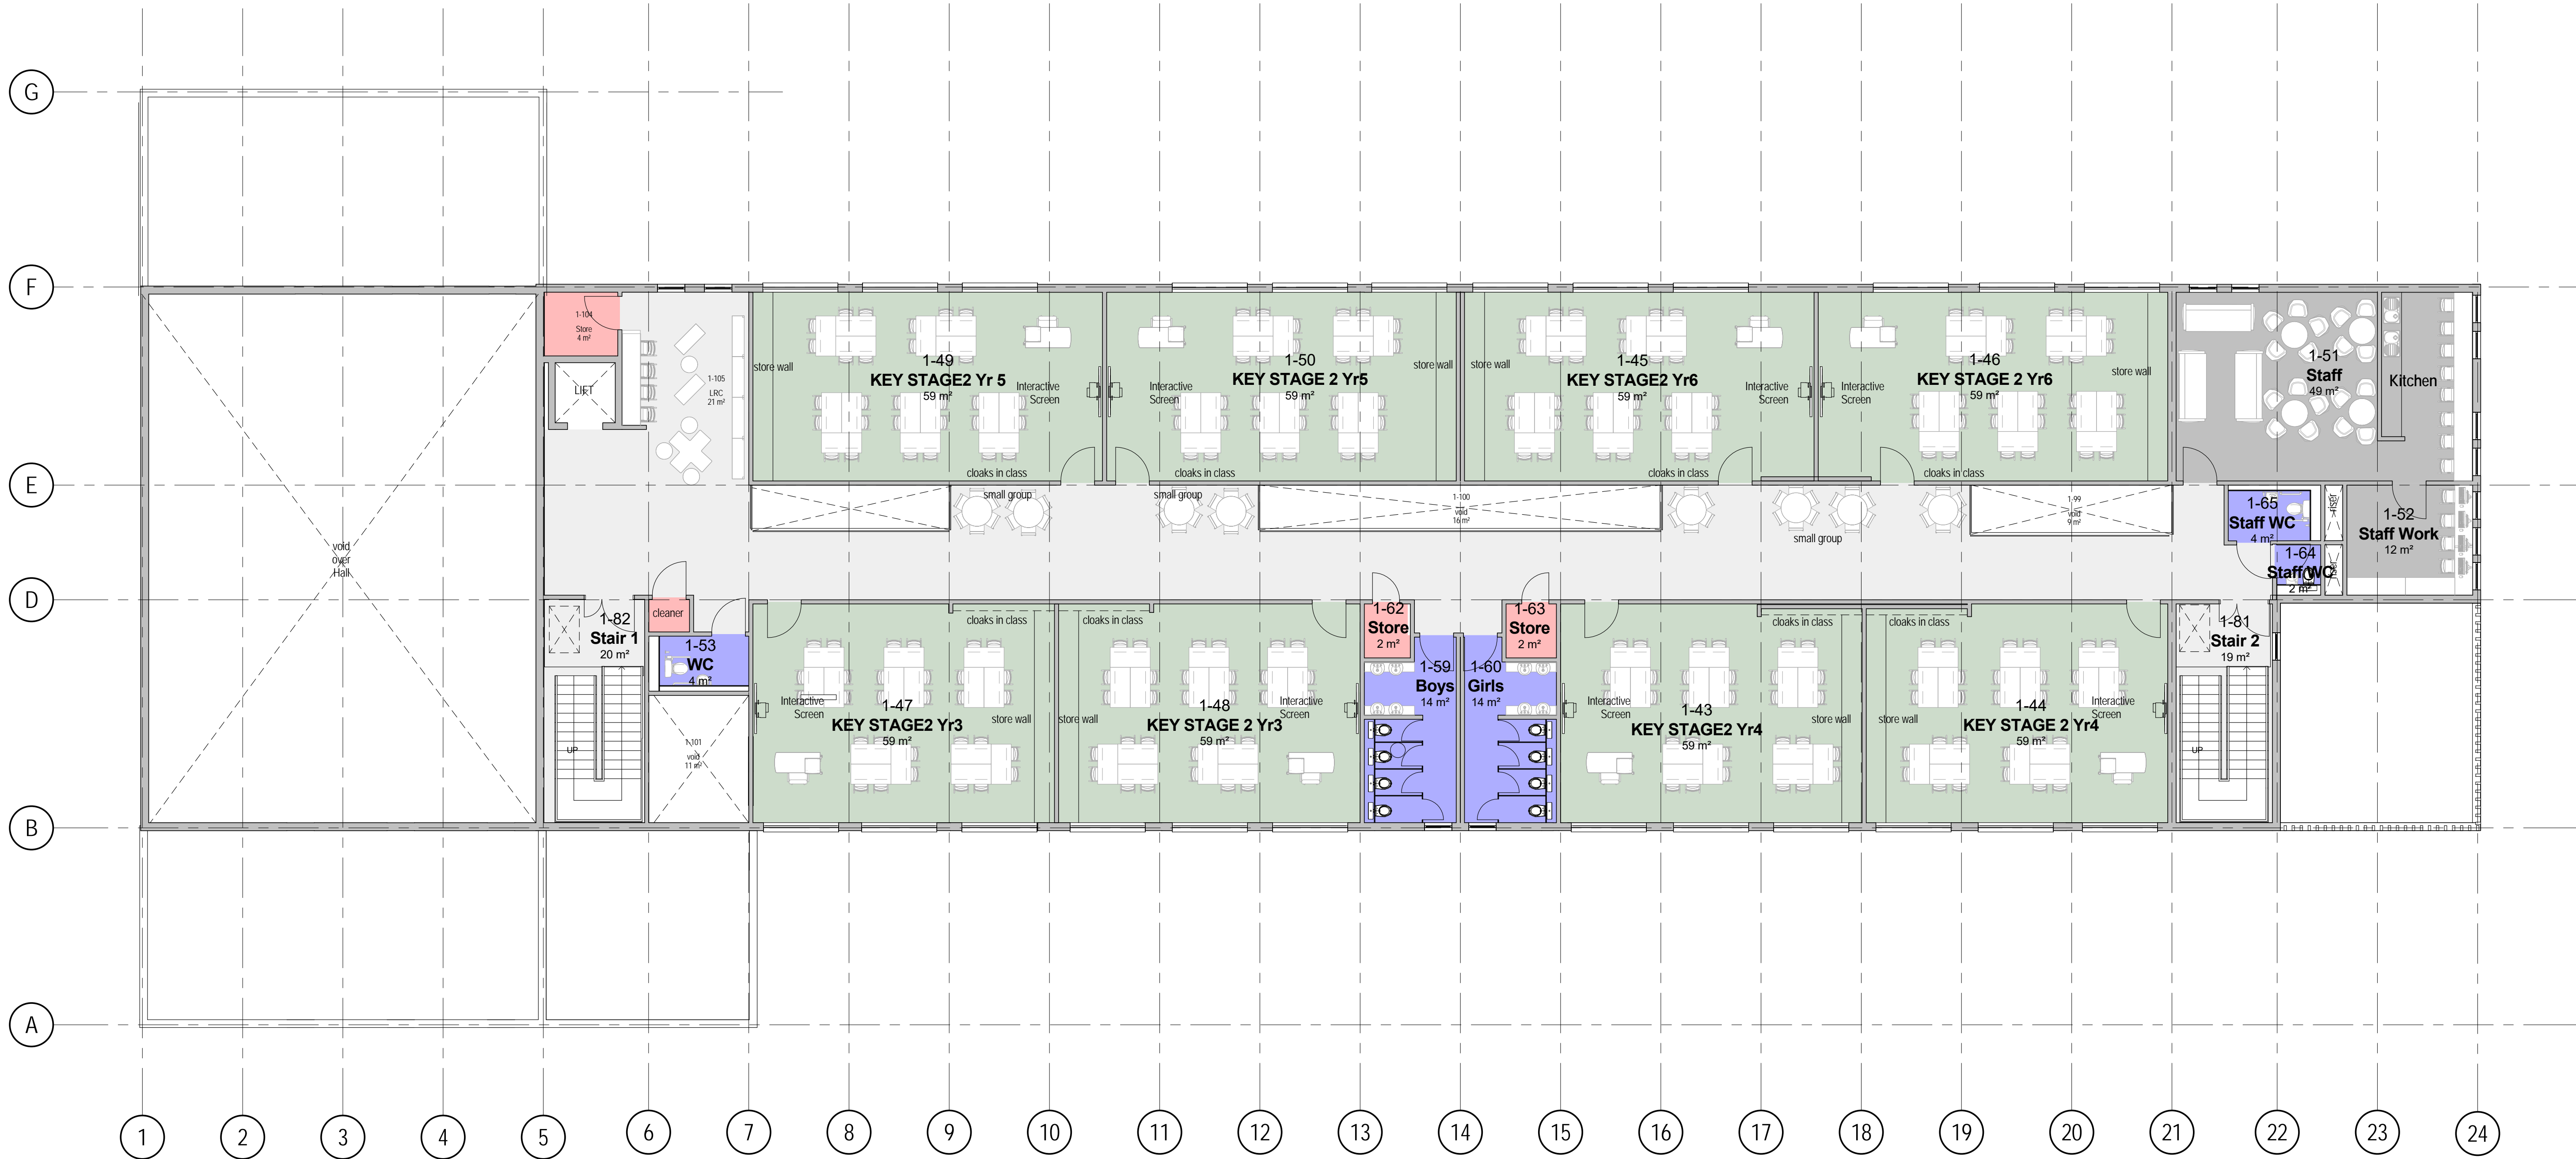 G
F
1-104
Store
4 m²
LIFT
1-105
LRC
21 m²
store wall
1-49
KEY STAGE2 Yr 5
59 m²
Interactive
Screen
cloaks in class
Interactive
Screen
1-50
KEY STAGE 2 Yr5
59 m²
store wall
cloaks in class
store wall
1-45
KEY STAGE2 Yr6
59 m²
Interactive
Screen
cloaks in class
Interactive
Screen
1-46
KEY STAGE 2 Yr6
59 m²
store wall
cloaks in class
1-51
Staff
49 m²
Kitchen
E
small group
small group
1-100
void
16 m²
small group
1-99
void
9 m²
1-65
Staff WC
4 m²
riser
1-52
Staff Work
12 m²
1-64
Staff WC
2 m²
riser
void
over
Hall
D
1-82
Stair 1
20 m²
UP
cleaner
1-53
WC
4 m²
1-101
void
11 m²
cloaks in class
Interactive
Screen
1-47
KEY STAGE2 Yr3
59 m²
store wall
cloaks in class
store wall
1-48
KEY STAGE 2 Yr3
59 m²
Interactive
Screen
1-62
Store
2 m²
1-59
Boys
14 m²
1-60
Girls
14 m²
1-63
Store
2 m²
Interactive
Screen
1-43
KEY STAGE2 Yr4
59 m²
cloaks in class
store wall
cloaks in class
store wall
1-44
KEY STAGE 2 Yr4
59 m²
Interactive
Screen
1-81
Stair 2
19 m²
UP
B
A
1
2
3
4
5
6
7
8
9
10
11
12
13
14
15
16
17
18
19
20
21
22
23
24